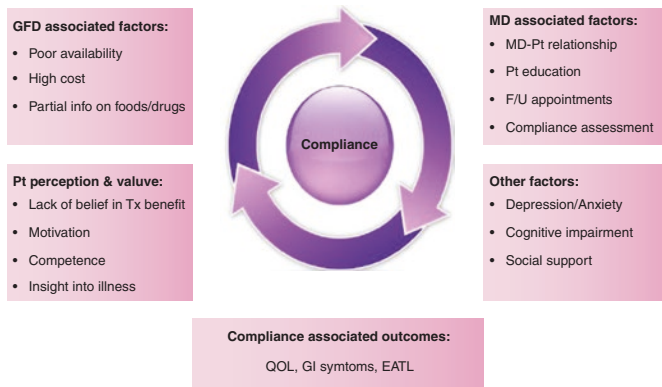 GFD associated factors:
• Poor availability
• High cost
• Partial info on foods/drugs
Pt perception & valuve:
• Lack of belief in Tx benefit
• Motivation
• Competence
• Insight into illness
Compliance
MD associated factors:
• MD-Pt relationship
• Pt education
• F/U appointments
• Compliance assessment
Other factors:
• Depression/Anxiety
• Cognitive impairment
• Social support
Compliance associated outcomes:
QOL, GI symtoms, EATL